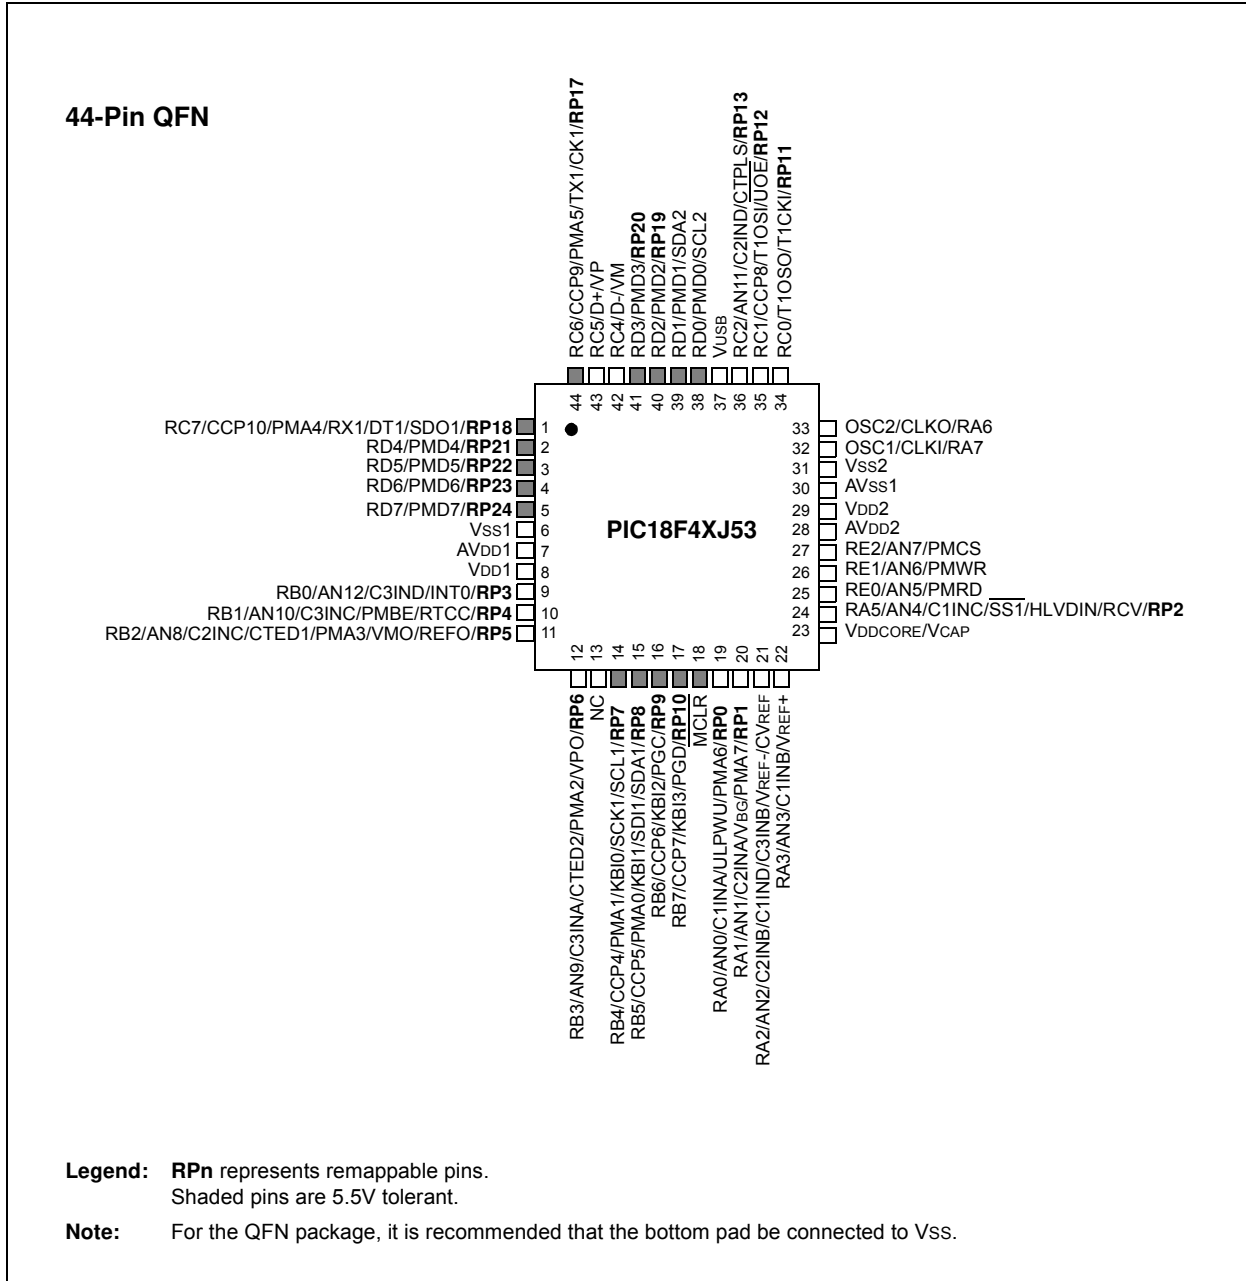 44-Pin QFN
RC6/CCP9/PMA5/TX1/CK1/RP17
RC5/D+/VP
RC4/D-/VM
RD3/PMD3/RP20
RD2/PMD2/RP19
RD1/PMD1/SDA2
RD0/PMD0/SCL2
VUSB
RC2/AN11/C2IND/CTPLS/RP13
RC1/CCP8/T1OSI/UOE/RP12
RC0/T1OSO/T1CKI/RP11
44
43
42
41
40
39
38
37
36
35
34
RC7/CCP10/PMA4/RX1/DT1/SDO1/RP18 1
RD4/PMD4/RP21 2
RD5/PMD5/RP22 3
RD6/PMD6/RP23 4
RD7/PMD7/RP24 5
VSS1 6
AVDD1 7
VDD1 8
RB0/AN12/C3IND/INT0/RP3 9
RB1/AN10/C3INC/PMBE/RTCC/RP4 10
RB2/AN8/C2INC/CTED1/PMA3/VMO/REFO/RP5 11
PIC18F4XJ53
33 OSC2/CLKO/RA6
32 OSC1/CLKI/RA7
31 VSS2
30 AVSS1
29 VDD2
28 AVDD2
27 RE2/AN7/PMCS
26 RE1/AN6/PMWR
25 RE0/AN5/PMRD
24 RA5/AN4/C1INC/SS1/HLVDIN/RCV/RP2
23 VDDCORE/VCAP
12
13
14
15
16
17
18
19
20
21
22
RB3/AN9/C3INA/CTED2/PMA2/VPO/RP6
NC
RB4/CCP4/PMA1/KBI0/SCK1/SCL1/RP7
RB5/CCP5/PMA0/KBI1/SDI1/SDA1/RP8
RB6/CCP6/KBI2/PGC/RP9
RB7/CCP7/KBI3/PGD/RP10
MCLR
RA0/AN0/C1INA/ULPWU/PMA6/RP0
RA1/AN1/C2INA/VBG/PMA7/RP1
RA2/AN2/C2INB/C1IND/C3INB/VREF-/CVREF
RA3/AN3/C1INB/VREF+
Legend: RPn represents remappable pins.
Shaded pins are 5.5V tolerant.
Note: For the QFN package, it is recommended that the bottom pad be connected to VSS.